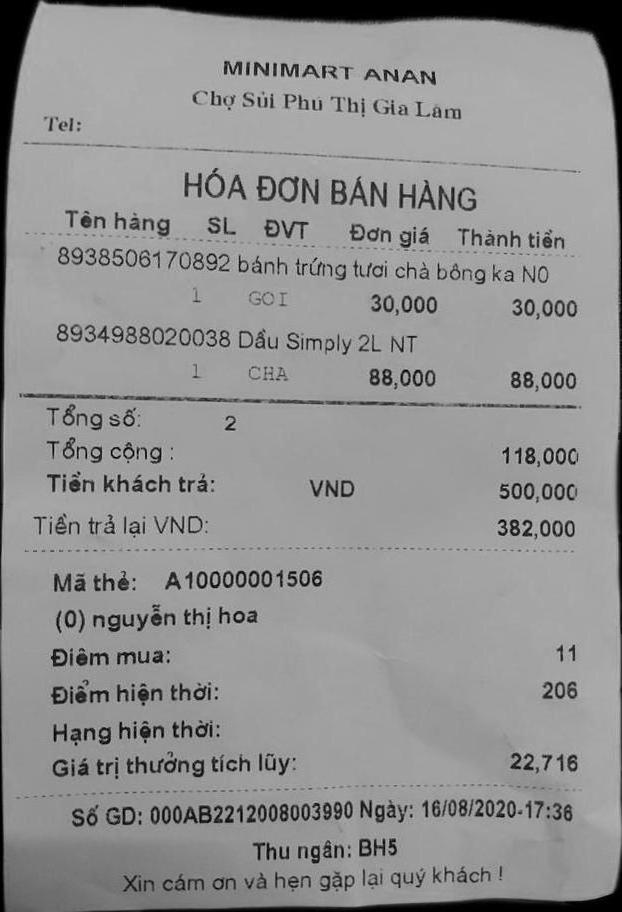 MINIMART ANAN
Chợ Sủi Phú Thị Gia Lâm
Tel:
HÓA ĐƠN BÁN HÀNG
Tên hàng SL ĐVT Đơn giá Thành tiền
8938506170892 bánh trứng tươi chà bông ka N0
1 GOI 30,000 30,000
8934988020038 Dầu Simply 2L NT
1 CHA 88,000 88,000
Tổng số: 2
Tổng cộng : 118,000
Tiền khách trả: VND 500,000
Tiền trả lại VND: 382,000
Mã thẻ: A10000001506
(0) nguyễn thị hoa
Điểm mua: 11
Điểm hiện thời: 206
Hạng hiện thời:
Giá trị thưởng tích lũy: 22,716
Số GD: 000AB2212008003990 Ngày: 16/08/2020-17:36
Thu ngân: BH5
Xin cám ơn và hẹn gặp lại quý khách !